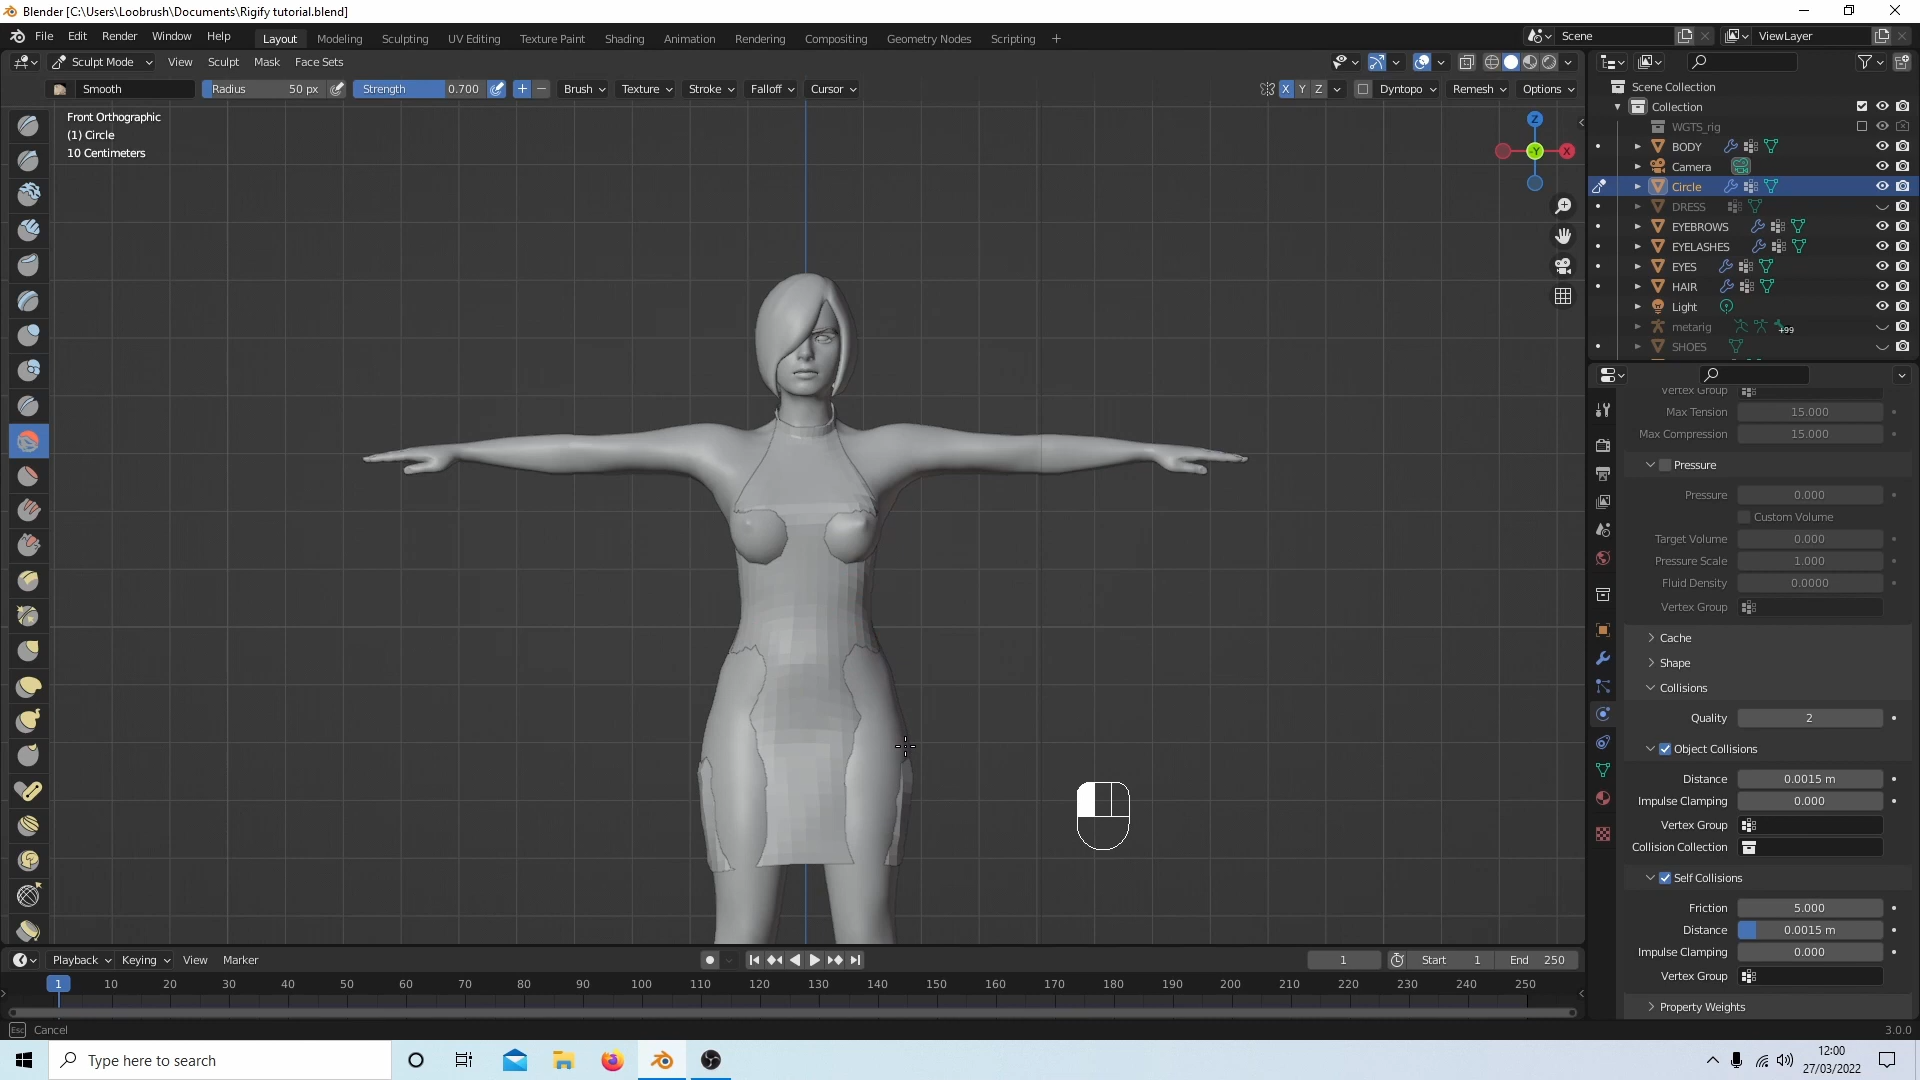 Blender [C:\Users\Loobrush\Documents\Rigify tutorial.blend]
File Edit Render Window Help Layout Modeling Sculpting UV Editing Texture Paint Shading Animation Rendering Compositing Geometry Nodes Scripting + Scene ViewLayer
Sculpt Mode View Sculpt Mask Face Sets
Smooth Radius 50 px Strength 0.700 Brush Texture Stroke Falloff Cursor X Y Z Dyntopo Remesh Options
Front Orthographic
(1) Circle
10 Centimeters
Z
-Y
X
Scene Collection
Collection
WGTS_rig
BODY
Camera
Circle
DRESS
EYEBROWS
EYELASHES
EYES
HAIR
Light
metarig +99
SHOES
Vertex Group
Max Tension 15.000
Max Compression 15.000
Pressure
Pressure 0.000
Custom Volume
Target Volume 0.000
Pressure Scale 1.000
Fluid Density 0.0000
Vertex Group
Cache
Shape
Collisions
Quality 2
Object Collisions
Distance 0.0015 m
Impulse Clamping 0.000
Vertex Group
Collision Collection
Self Collisions
Friction 5.000
Distance 0.0015 m
Impulse Clamping 0.000
Vertex Group
Property Weights
Playback Keying View Marker 1 Start 1 End 250
1 10 20 30 40 50 60 70 80 90 100 110 120 130 140 150 160 170 180 190 200 210 220 230 240 250
Esc Cancel 3.0.0
Type here to search
12:00
27/03/2022